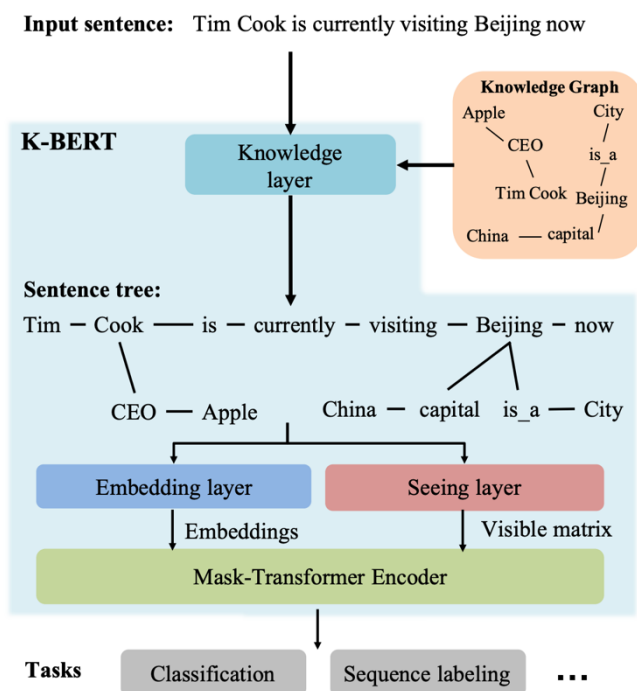 Input sentence: Tim Cook is currently visiting Beijing now
Knowledge Graph
Apple
City
CEO
is_a
Tim Cook
Beijing
China
capital
K-BERT
Knowledge
layer
Sentence tree:
Tim Cook is currently visiting Beijing now
CEO Apple China capital is_a City
Embedding layer Seeing layer
Embeddings Visible matrix
Mask-Transformer Encoder
Tasks Classification Sequence labeling ...